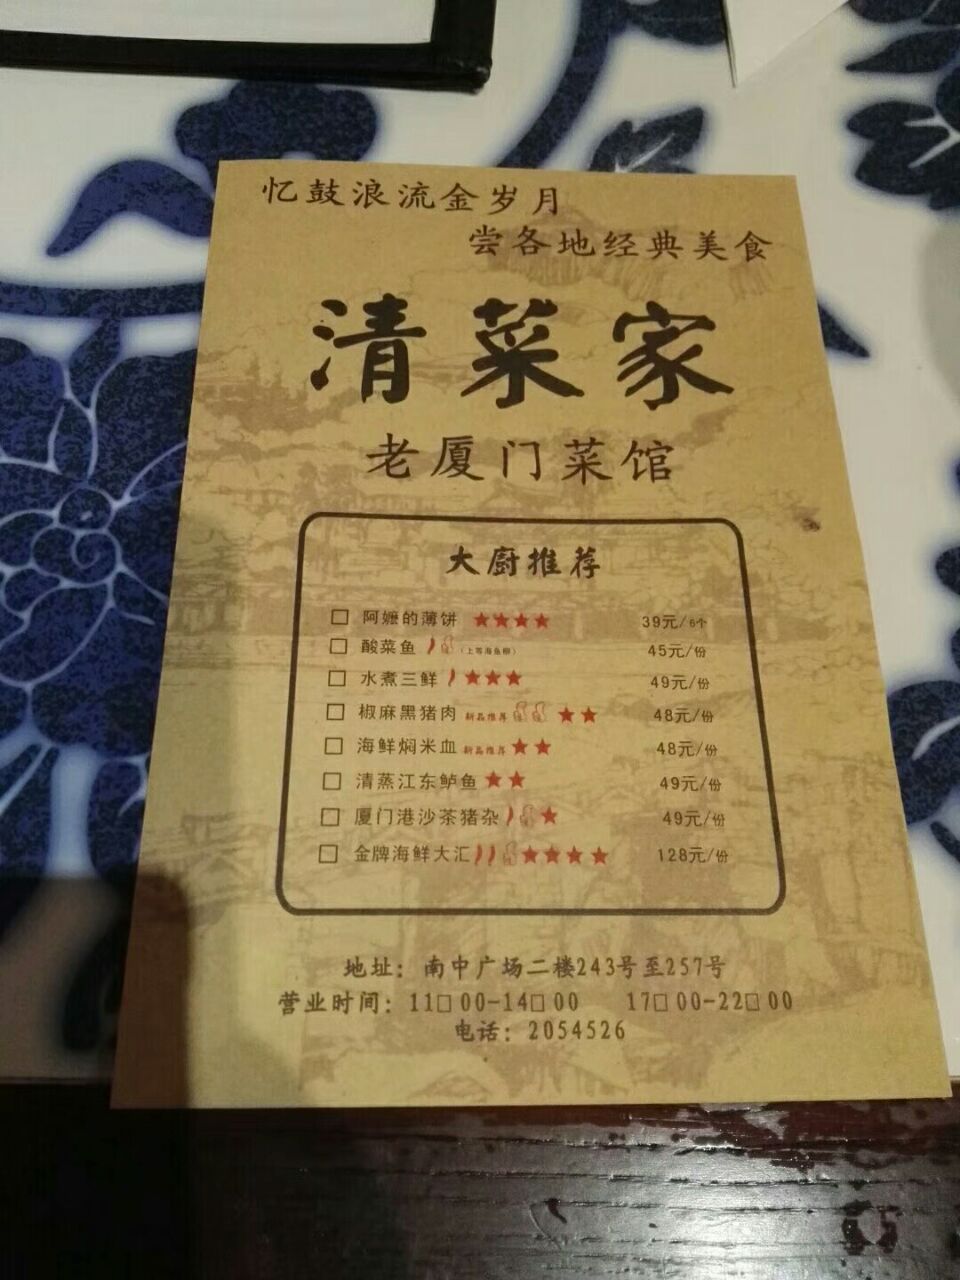 忆鼓浪流金岁月
尝各地经典美食
清菜家
老厦门菜馆
大厨推荐
□ 阿嬷的薄饼 ★★★★ 39元/6个
□ 酸菜鱼 (上等海鱼柳) 45元/份
□ 水煮三鲜 ★★★ 49元/份
□ 椒麻黑猪肉 新品推荐 ★★ 48元/份
□ 海鲜焖米血 新品推荐 ★★ 48元/份
□ 清蒸江东鲈鱼 ★★ 49元/份
□ 厦门港沙茶猪杂 ★ 49元/份
□ 金牌海鲜大汇 ★★★★ 128元/份
地址：南中广场二楼243号至257号
营业时间：11□00-14□00 17□00-22□00
电话：2054526